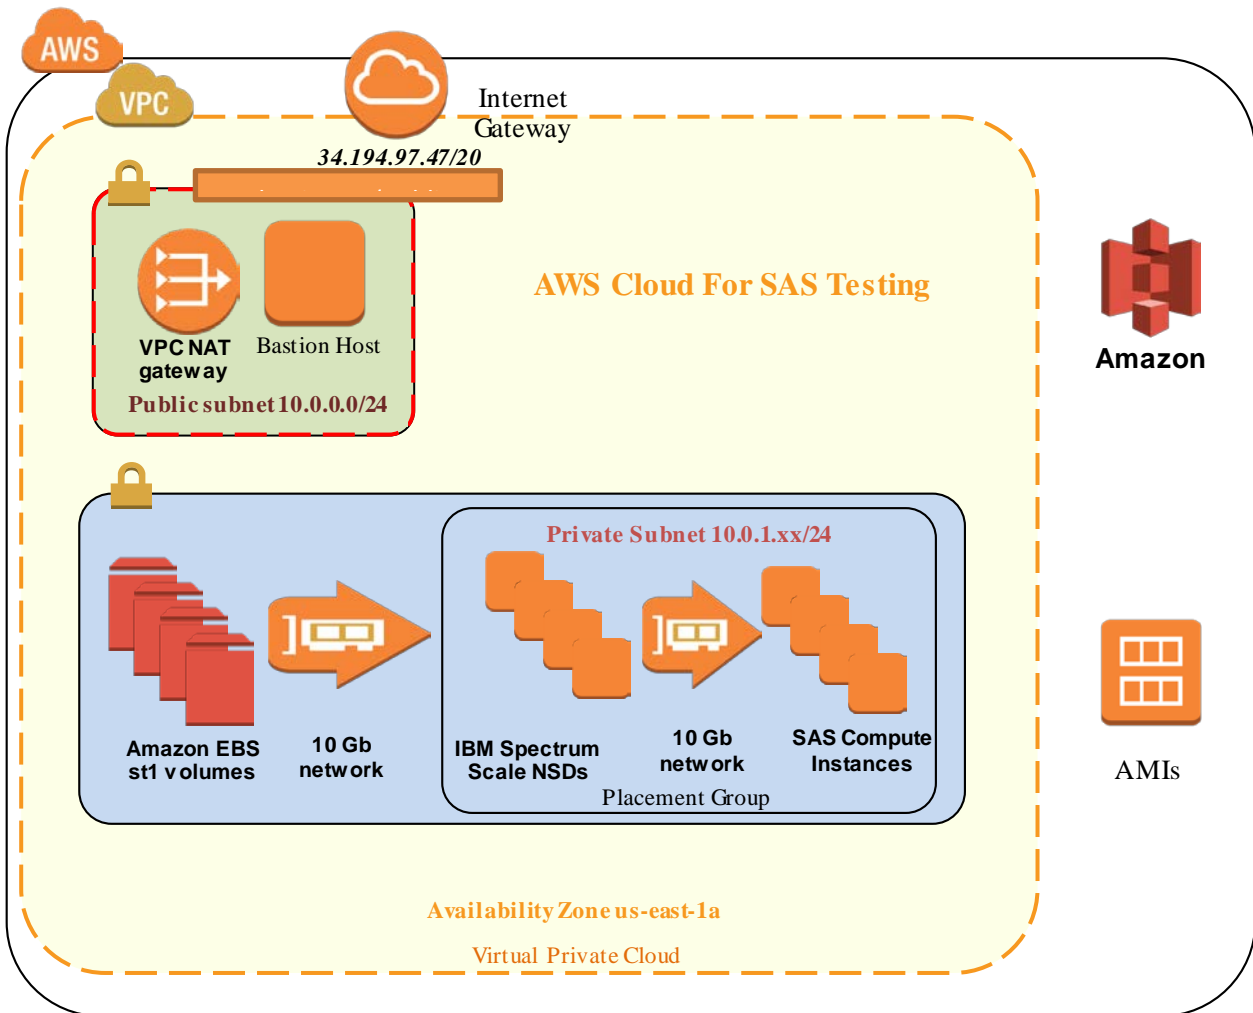 AWS
VPC
Internet
Gateway
34.194.97.47/20
VPC NAT
gateway
Bastion Host
Public subnet 10.0.0.0/24
AWS Cloud For SAS Testing
Amazon
Private Subnet 10.0.1.xx/24
Amazon EBS
st1 volumes
10 Gb
network
IBM Spectrum
Scale NSDs
10 Gb
network
SAS Compute
Instances
Placement Group
AMIs
Availability Zone us-east-1a
Virtual Private Cloud